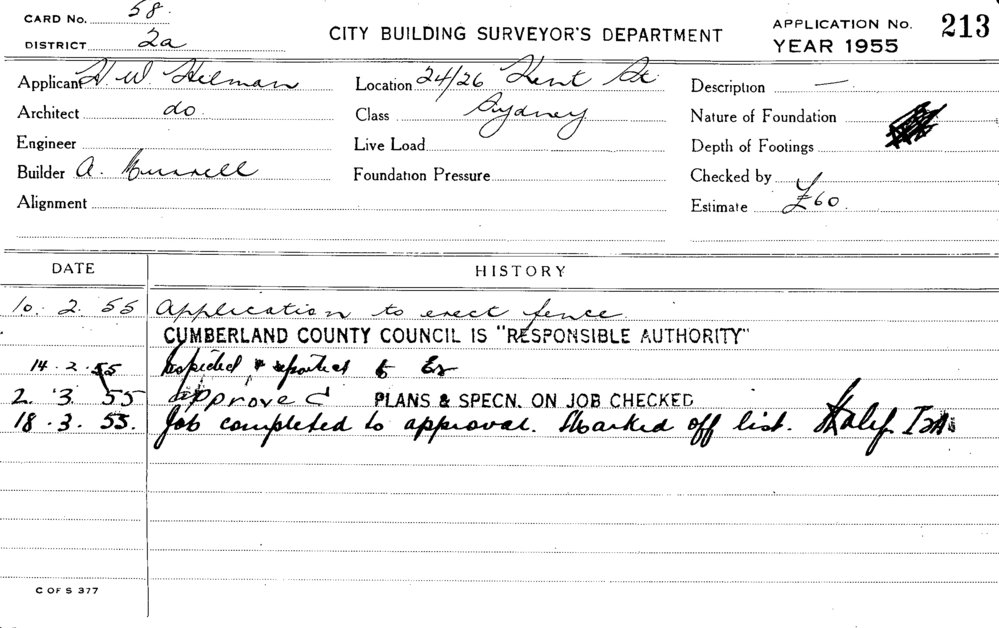 CARD No. 58.
DISTRICT 2a
CITY BUILDING SURVEYOR'S DEPARTMENT
APPLICATION No. 213
YEAR 1955
Applicant H. W. Hilman
Architect do.
Engineer
Builder A.
Alignment
Location 24/26 Kent St
Class Sydney
Live Load
Foundation Pressure
Description —
Nature of Foundation
Depth of Footings
Checked by
Estimate £60.
DATE HISTORY
10. 2. 55 Application to erect fence.
CUMBERLAND COUNTY COUNCIL IS "RESPONSIBLE AUTHORITY"
14. 2. 55 Inspected & reported to
2. 3. 55 Approved PLANS & SPECN. ON JOB CHECKED
18. 3. 55. Job completed to approval. Marked off list.
C OF S 377